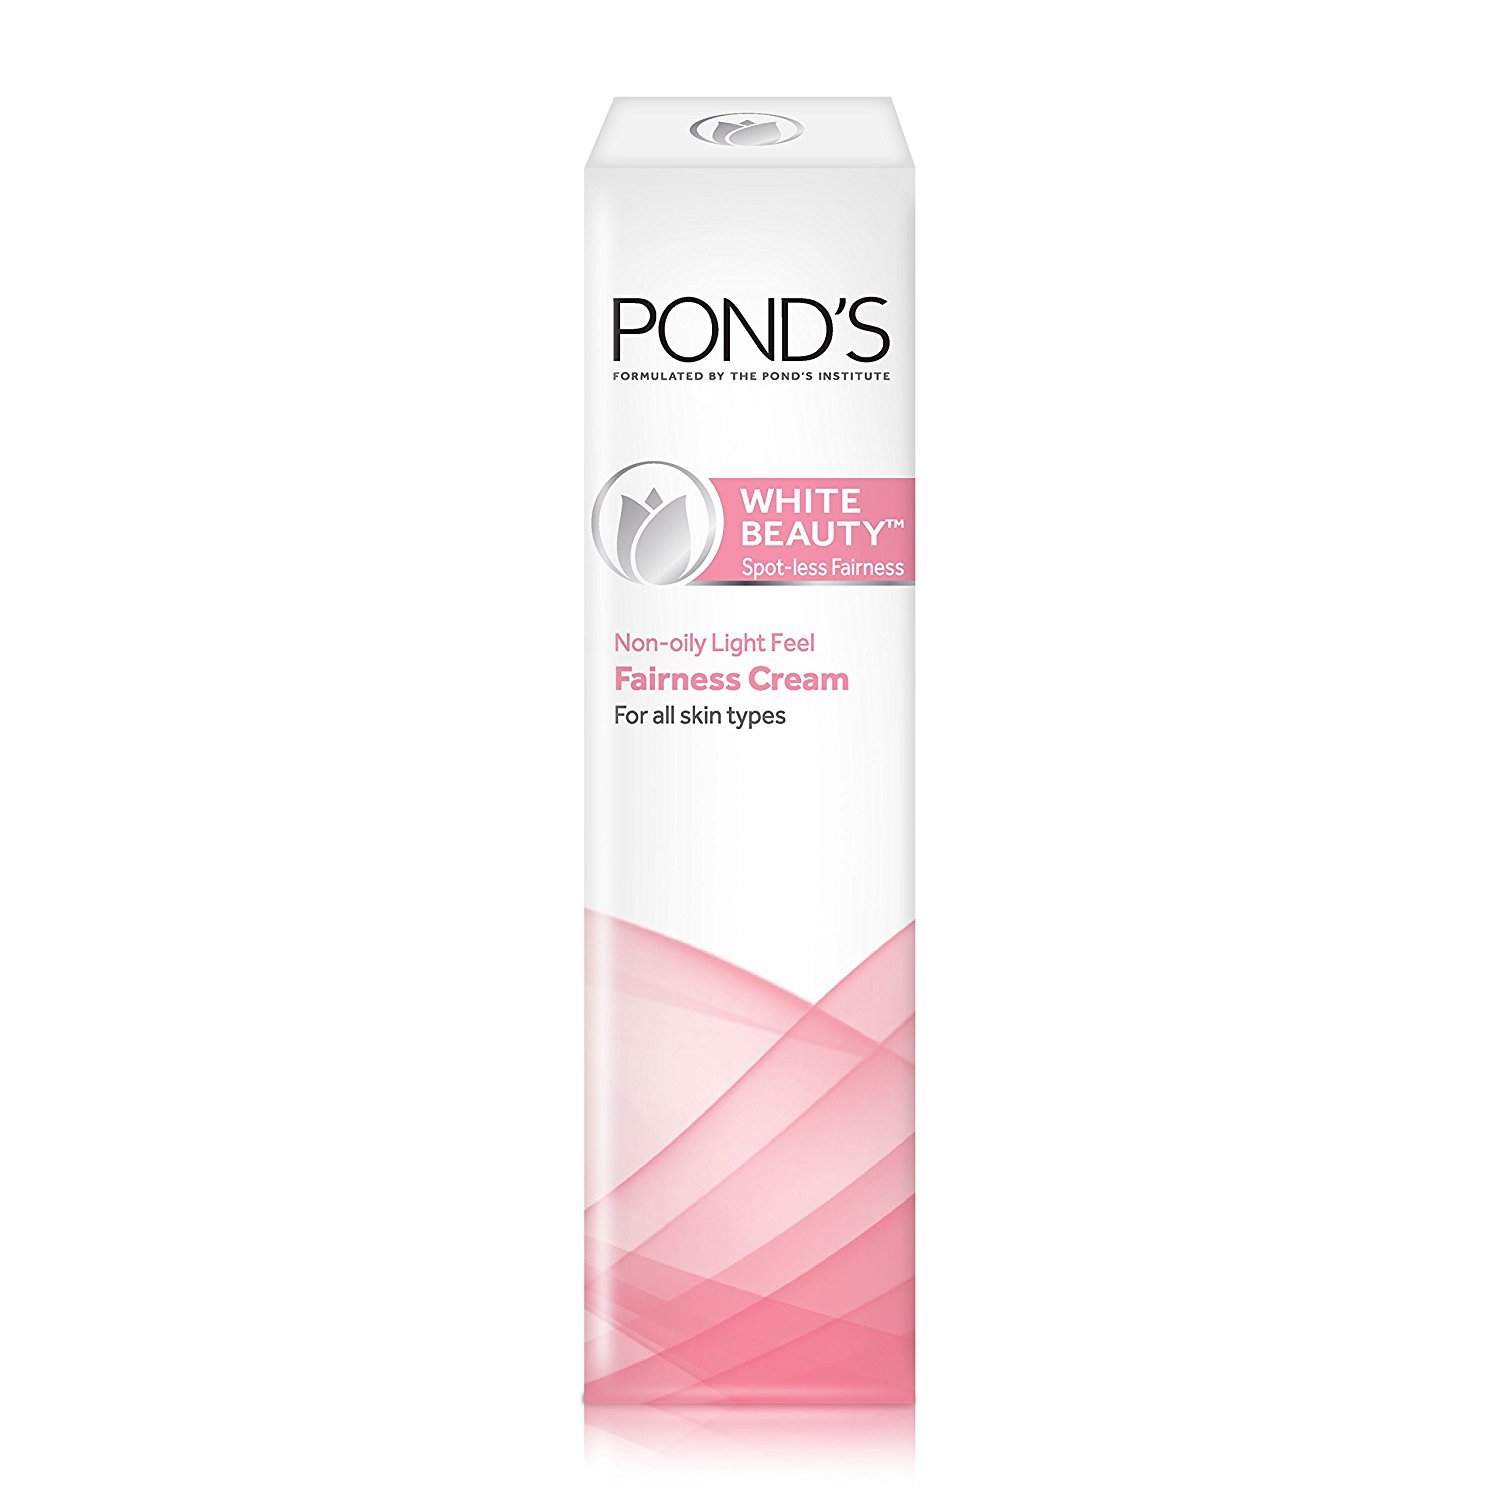 POND'S
FORMULATED BY THE POND'S INSTITUTE
WHITE
BEAUTY™
Spot-less Fairness
Non-oily Light Feel
Fairness Cream
For all skin types